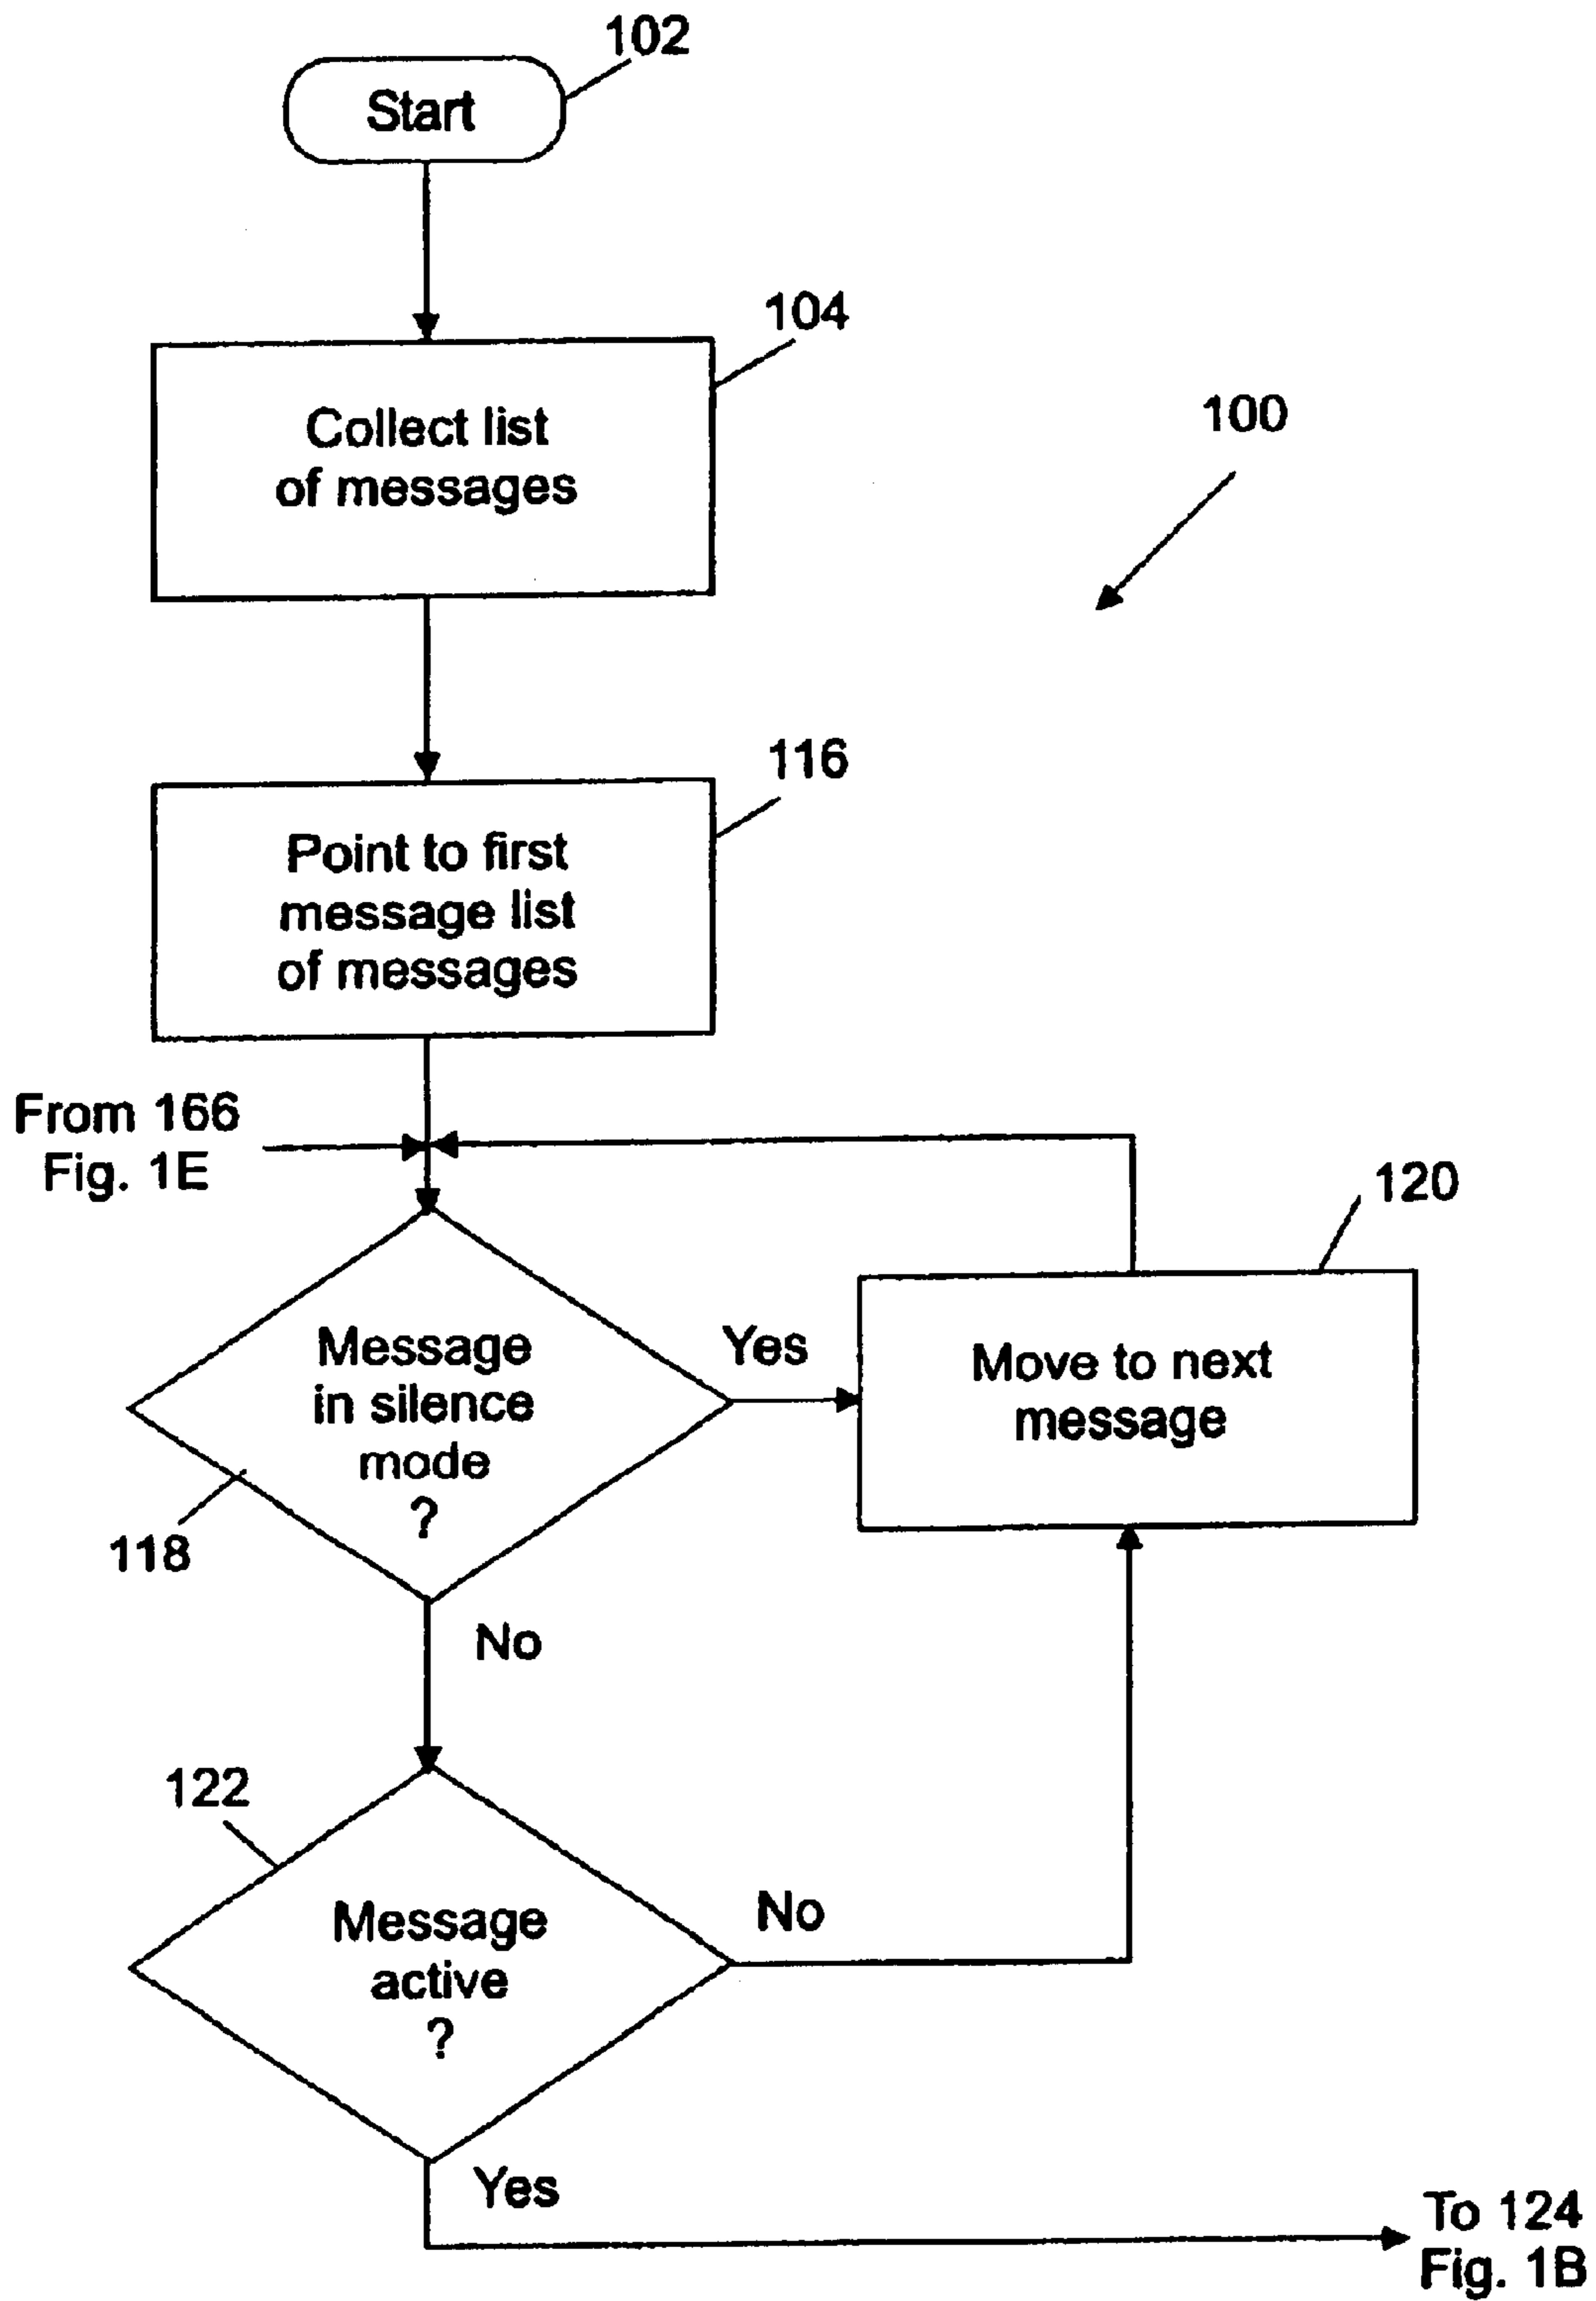 102
Start
104
Collect list
of messages
100
116
Point to first
message list
of messages
From 166
Fig. 1E
120
Message
in silence
mode
?
Yes
Move to next
message
118
No
122
Message
active
?
No
Yes
To 124
Fig. 1B